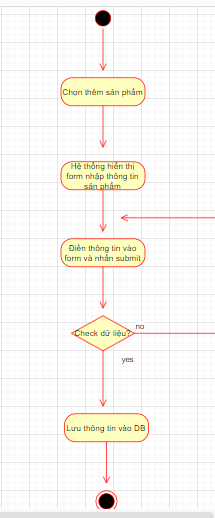 Chọn thêm sản phẩm
Hệ thống hiển thị
form nhập thông tin
sản phẩm
Điền thông tin vào
form và nhấn submit
Check dữ liệu?
no
yes
Lưu thông tin vào DB